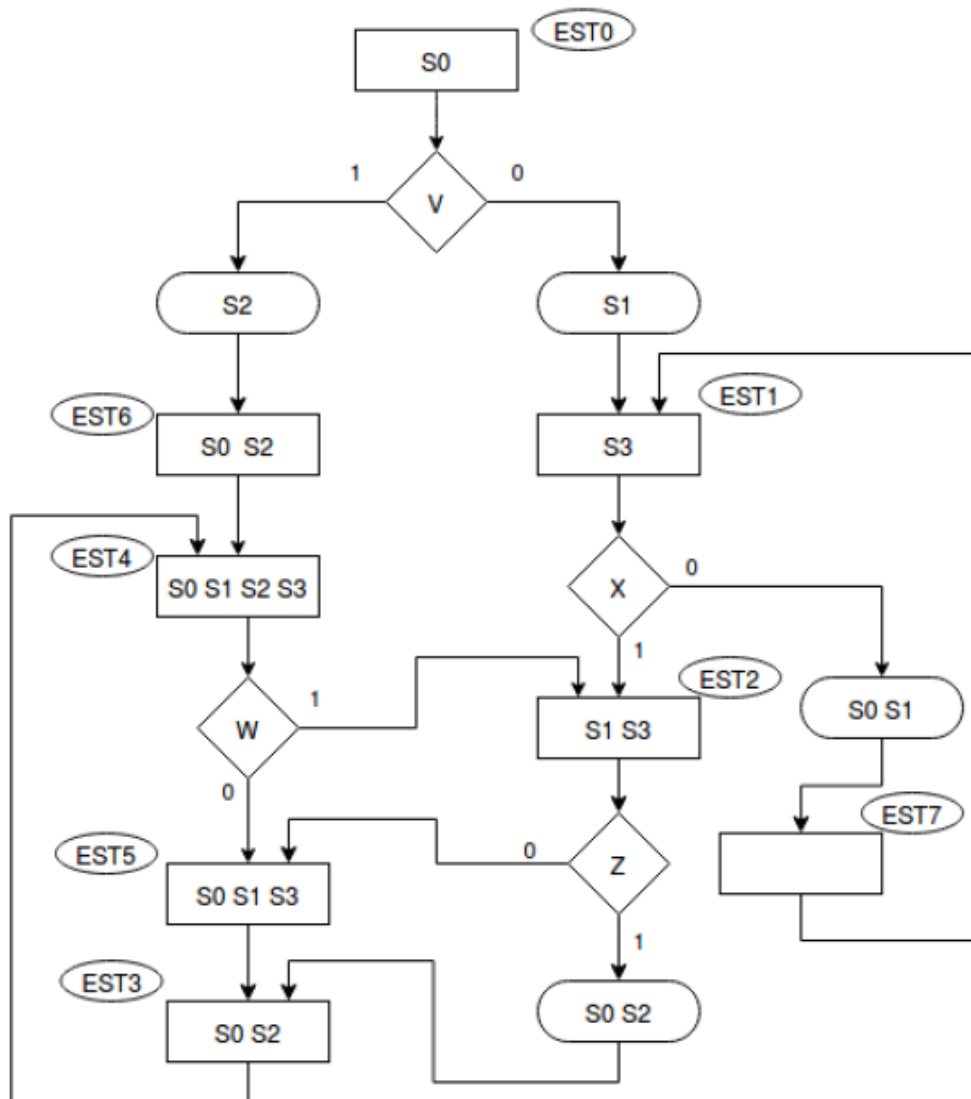 EST0
S0
1
0
V
S2
S1
EST6
EST1
S0 S2
S3
EST4
S0 S1 S2 S3
X
0
1
1
EST2
W
S1 S3
S0 S1
0
EST7
EST5
0
Z
S0 S1 S3
1
EST3
S0 S2
S0 S2